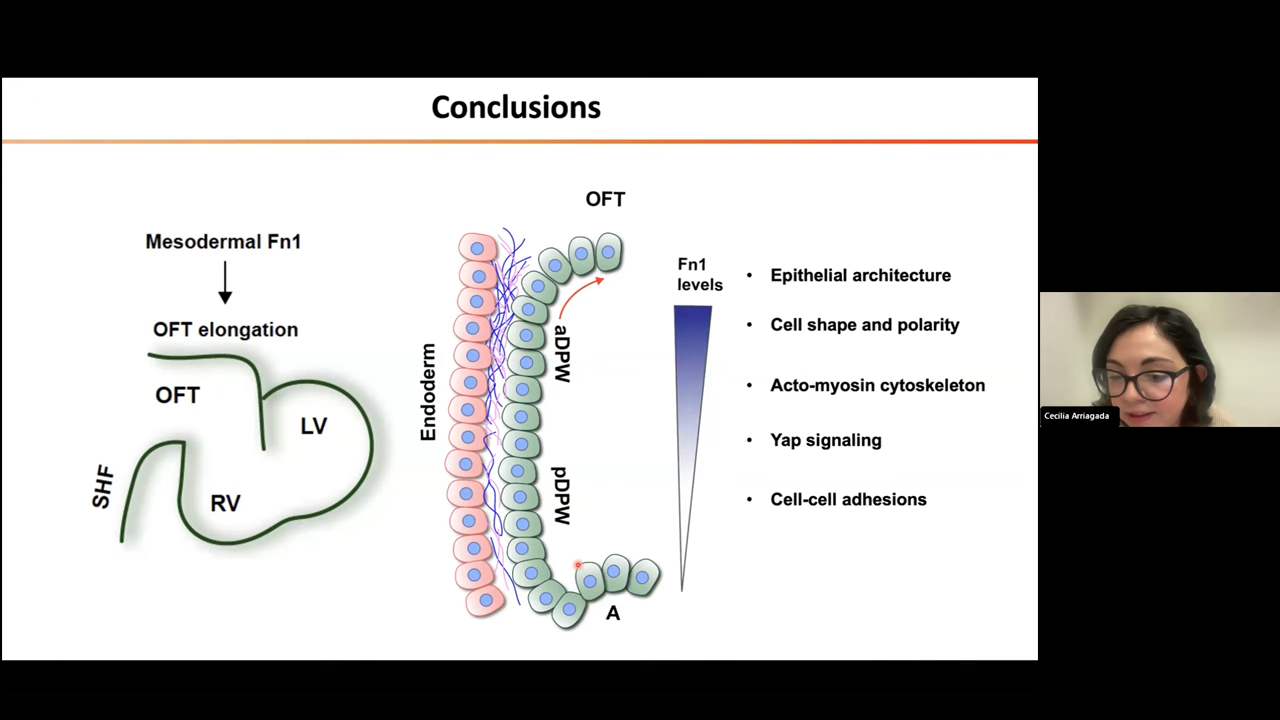 Conclusions
Mesodermal Fn1
OFT elongation
OFT
LV
SHF
RV
OFT
Endoderm
aDPW
pDPW
A
Fn1
levels
• Epithelial architecture
• Cell shape and polarity
• Acto-myosin cytoskeleton
• Yap signaling
• Cell-cell adhesions
Cecilia Arriagada